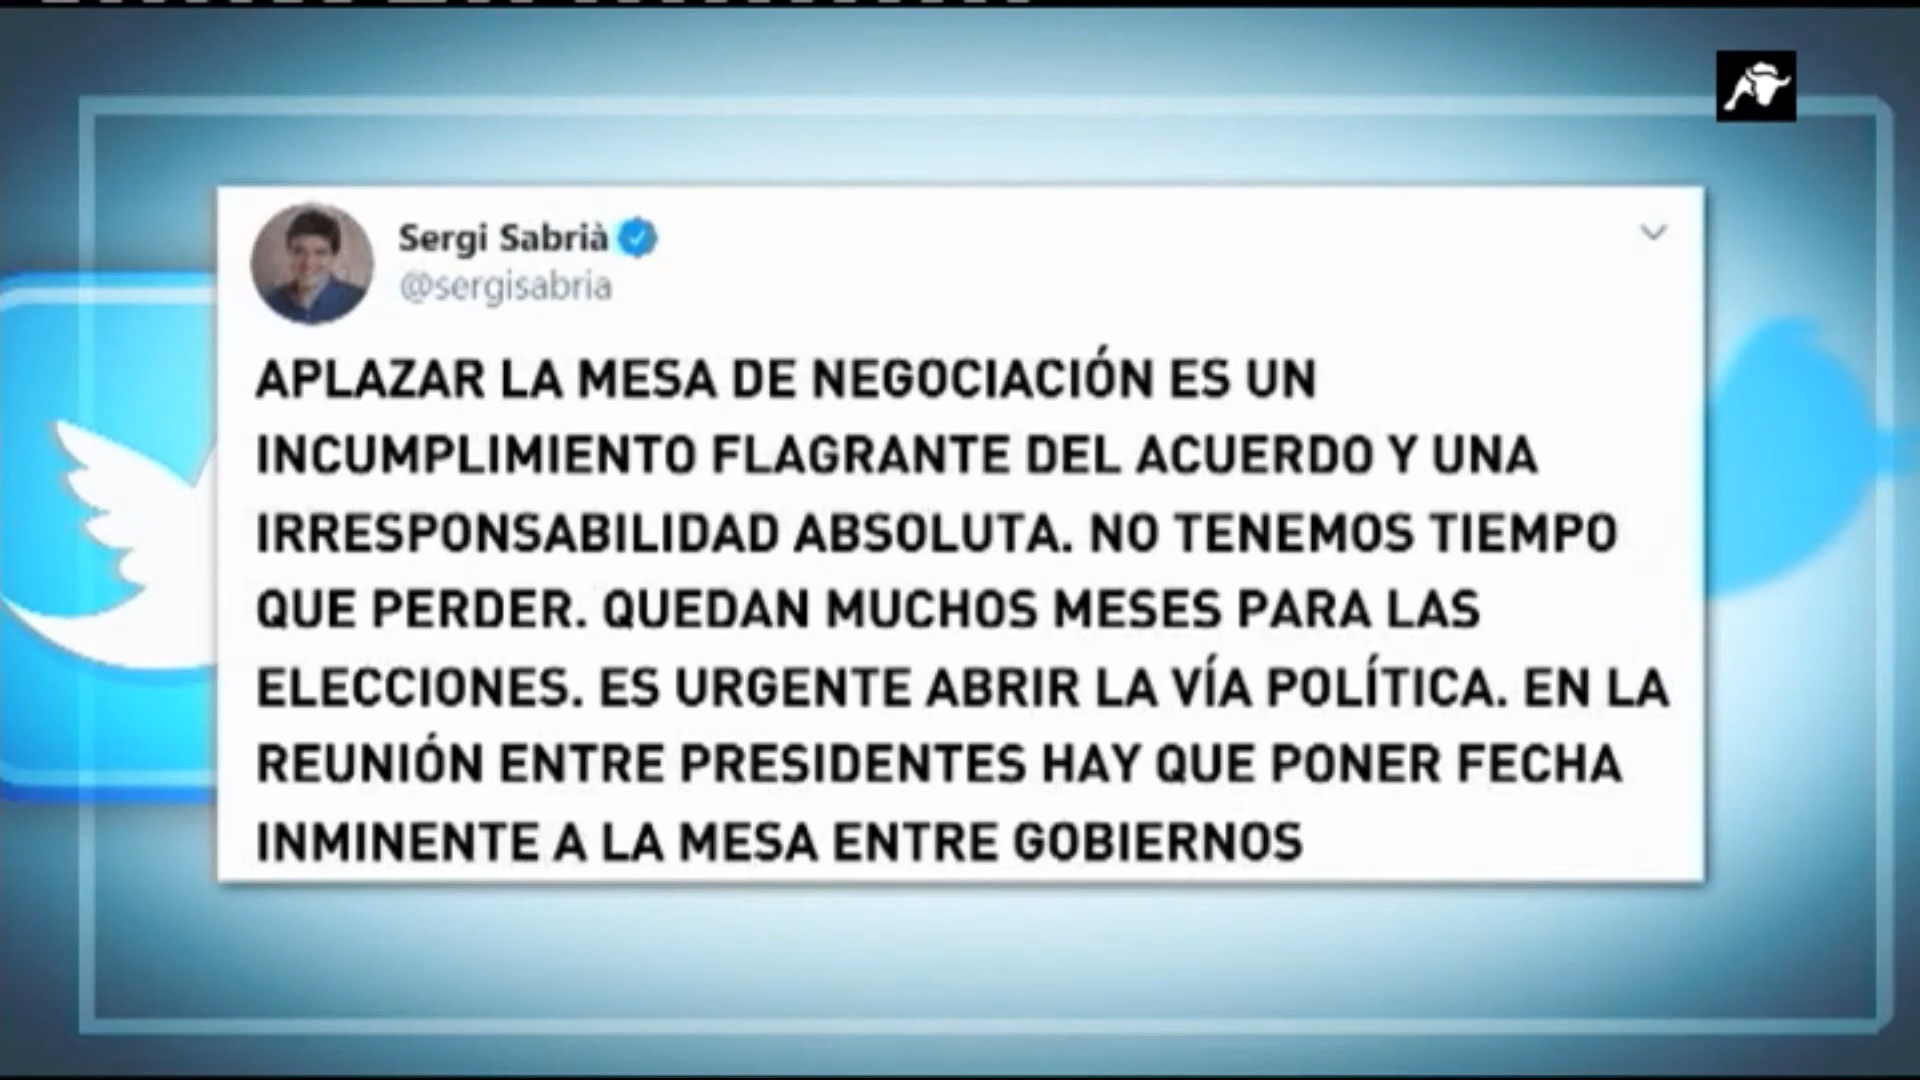 Sergi Sabrià
@sergisabria
APLAZAR LA MESA DE NEGOCIACIÓN ES UN
INCUMPLIMIENTO FLAGRANTE DEL ACUERDO Y UNA
IRRESPONSABILIDAD ABSOLUTA. NO TENEMOS TIEMPO
QUE PERDER. QUEDAN MUCHOS MESES PARA LAS
ELECCIONES. ES URGENTE ABRIR LA VÍA POLÍTICA. EN LA
REUNIÓN ENTRE PRESIDENTES HAY QUE PONER FECHA
INMINENTE A LA MESA ENTRE GOBIERNOS